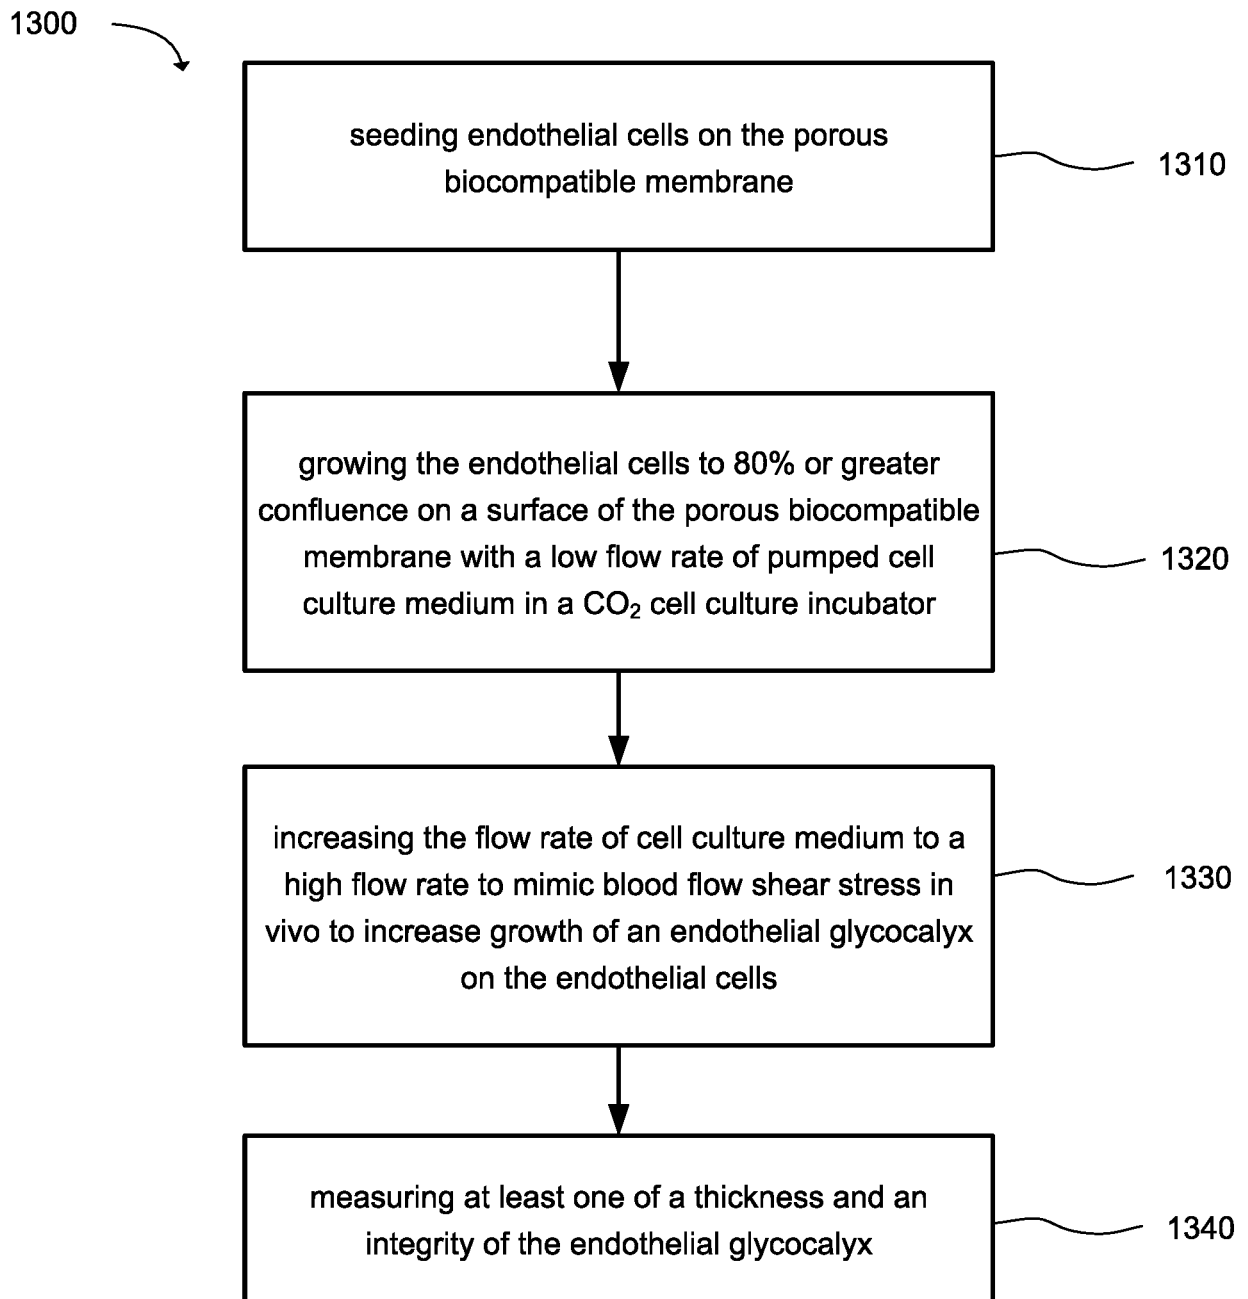 1300
seeding endothelial cells on the porous
biocompatible membrane
1310
growing the endothelial cells to 80% or greater
confluence on a surface of the porous biocompatible
membrane with a low flow rate of pumped cell
culture medium in a CO₂ cell culture incubator
1320
increasing the flow rate of cell culture medium to a
high flow rate to mimic blood flow shear stress in
vivo to increase growth of an endothelial glycocalyx
on the endothelial cells
1330
measuring at least one of a thickness and an
integrity of the endothelial glycocalyx
1340